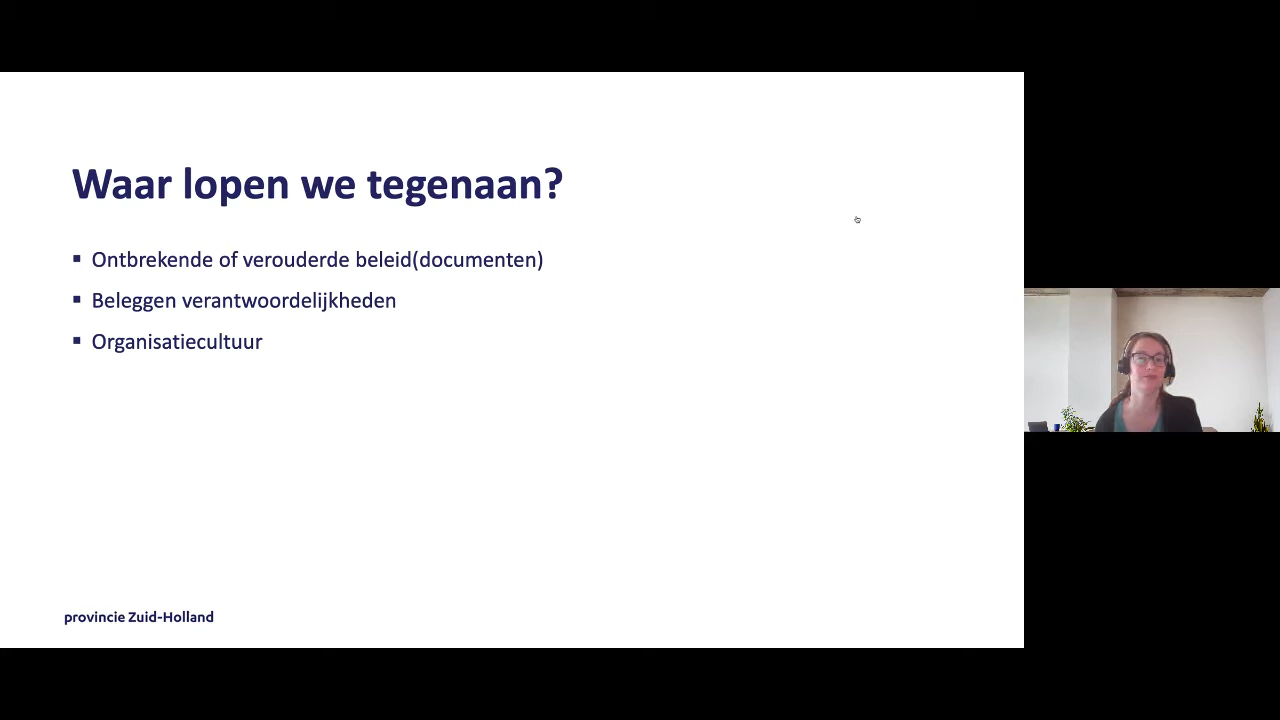 Waar lopen we tegenaan?
Ontbrekende of verouderde beleid(documenten)
Beleggen verantwoordelijkheden
Organisatiecultuur
provincie Zuid-Holland